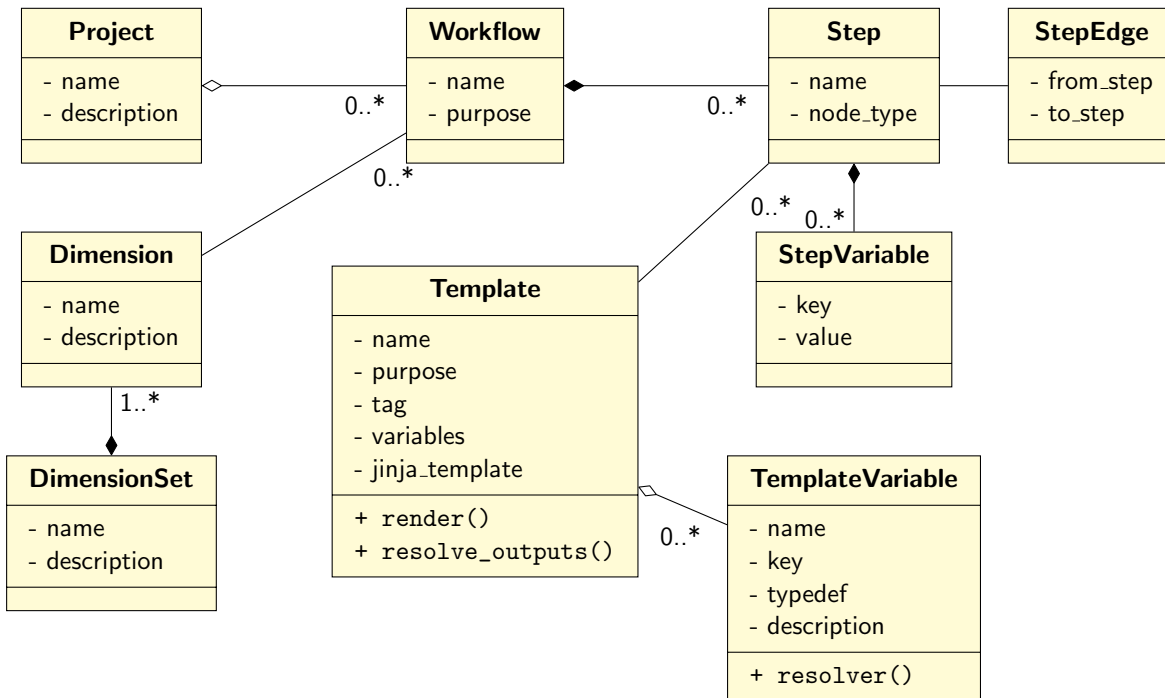 Project
- name
- description
Workflow
- name
- purpose
Step
- name
- node_type
StepEdge
- from_step
- to_step
0..*
0..*
0..*
0..*
0..*
Dimension
- name
- description
Template
- name
- purpose
- tag
- variables
- jinja_template
+ render()
+ resolve_outputs()
StepVariable
- key
- value
1..*
DimensionSet
- name
- description
0..*
TemplateVariable
- name
- key
- typedef
- description
+ resolver()